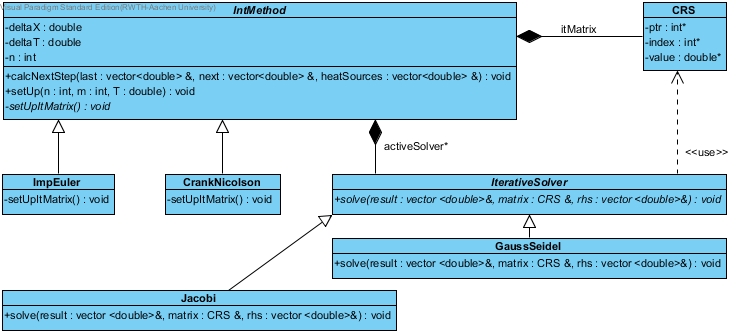 Visual Paradigm Standard Edition(RWTH-Aachen University)
IntMethod
-deltaX : double
-deltaT : double
-n : int
+calcNextStep(last : vector<double> &, next : vector<double> &, heatSources : vector<double> &) : void
+setUp(n : int, m : int, T : double) : void
-setUpItMatrix() : void
itMatrix
CRS
-ptr : int*
-index : int*
-value : double*
activeSolver*
<<use>>
ImpEuler
-setUpItMatrix() : void
CrankNicolson
-setUpItMatrix() : void
IterativeSolver
+solve(result : vector <double>&, matrix : CRS &, rhs : vector <double>&) : void
GaussSeidel
+solve(result : vector <double>&, matrix : CRS &, rhs : vector <double>&) : void
Jacobi
+solve(result : vector <double>&, matrix : CRS &, rhs : vector <double>&) : void